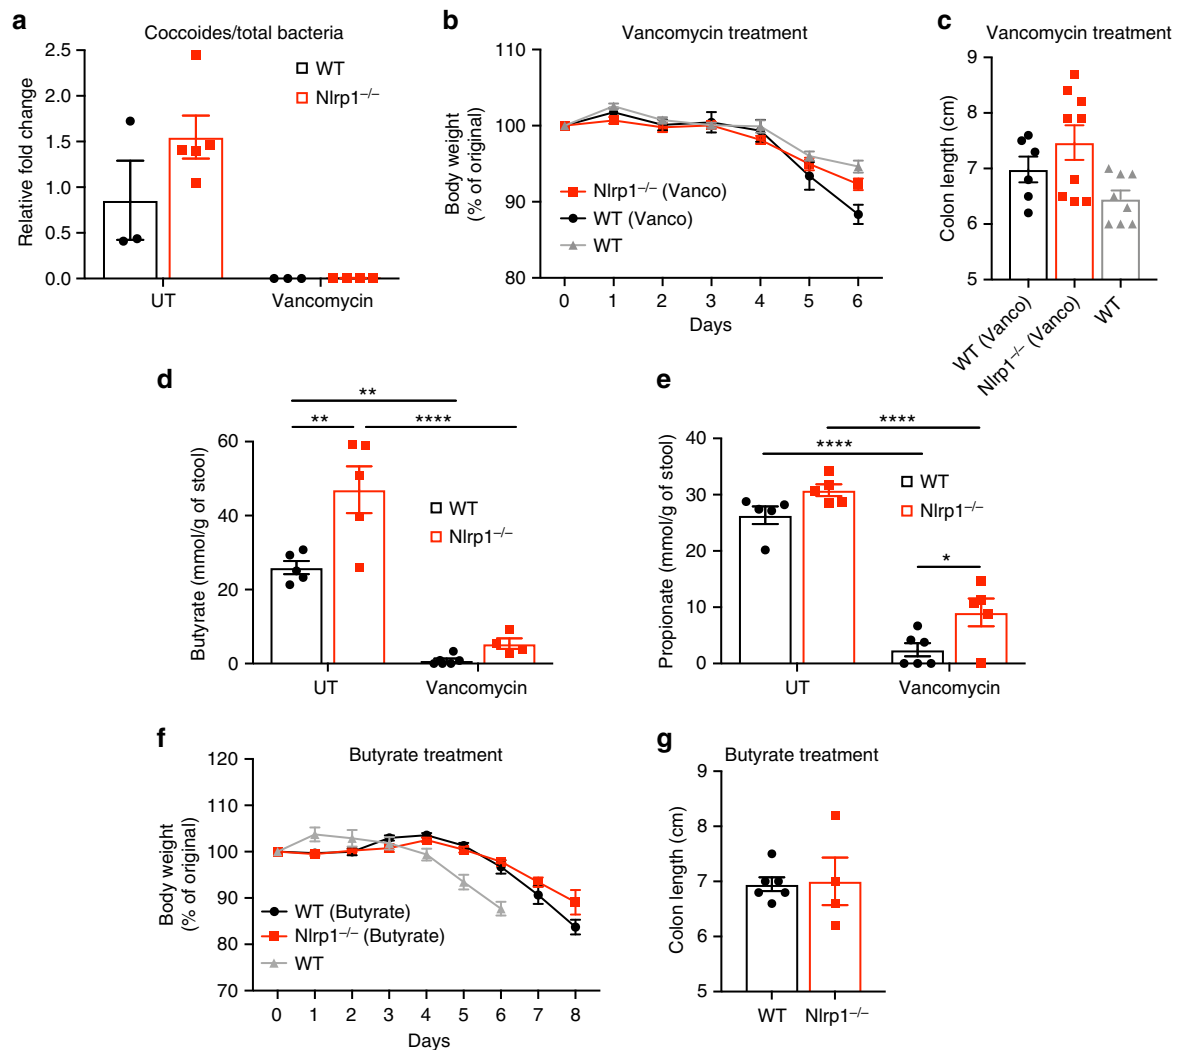 a
Coccoides/total bacteria
Relative fold change
2.5
2.0
1.5
1.0
0.5
0.0
WT
Nlrp1–/–
UT
Vancomycin
b
Vancomycin treatment
Body weight
(% of original)
110
100
90
80
Nlrp1–/– (Vanco)
WT (Vanco)
WT
0 1 2 3 4 5 6
Days
c
Vancomycin treatment
Colon length (cm)
9
8
7
6
5
WT (Vanco)
Nlrp1–/– (Vanco)
WT
d
Butyrate (mmol/g of stool)
60
40
20
0
**
** ****
WT
Nlrp1–/–
UT
Vancomycin
e
Propionate (mmol/g of stool)
40
30
20
10
0
****
****
*
WT
Nlrp1–/–
UT
Vancomycin
f
Butyrate treatment
Body weight
(% of original)
120
110
100
90
80
70
WT (Butyrate)
Nlrp1–/– (Butyrate)
WT
0 1 2 3 4 5 6 7 8
Days
g
Butyrate treatment
Colon length (cm)
9
8
7
6
5
WT Nlrp1–/–